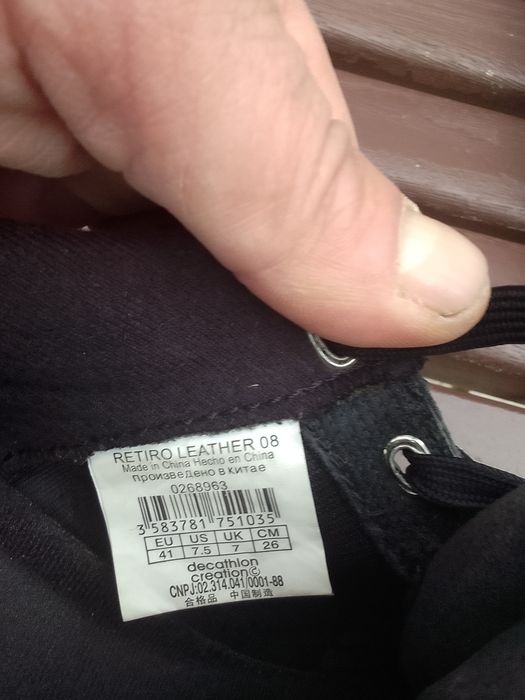 RETIRO LEATHER 08
Made in China Hecho en China
произведено в китае
0268963
3 583781 751035
EU US UK CM
41 7.5 7 26
decathlon
creation©
CNPJ:02.314.041/0001-88
合格品 中国制造